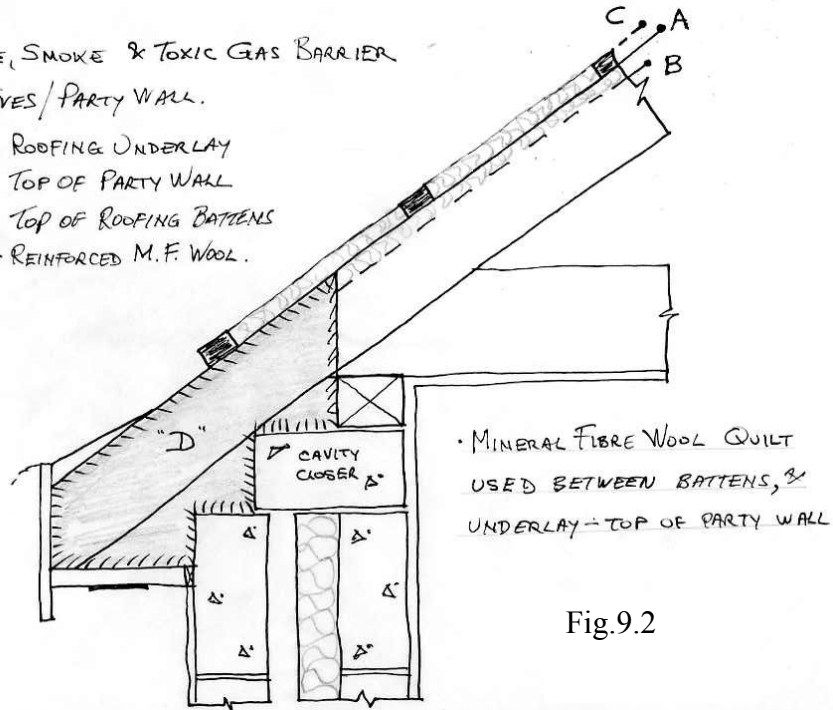 , SMOKE & TOXIC GAS BARRIER
/ PARTY WALL.
ROOFING UNDERLAY
TOP OF PARTY WALL
TOP OF ROOFING BATTENS
REINFORCED M.F. WOOL.
C
A
B
"D"
CAVITY
CLOSER
· MINERAL FIBRE WOOL QUILT
USED BETWEEN BATTENS, &
UNDERLAY - TOP OF PARTY WALL
Fig.9.2